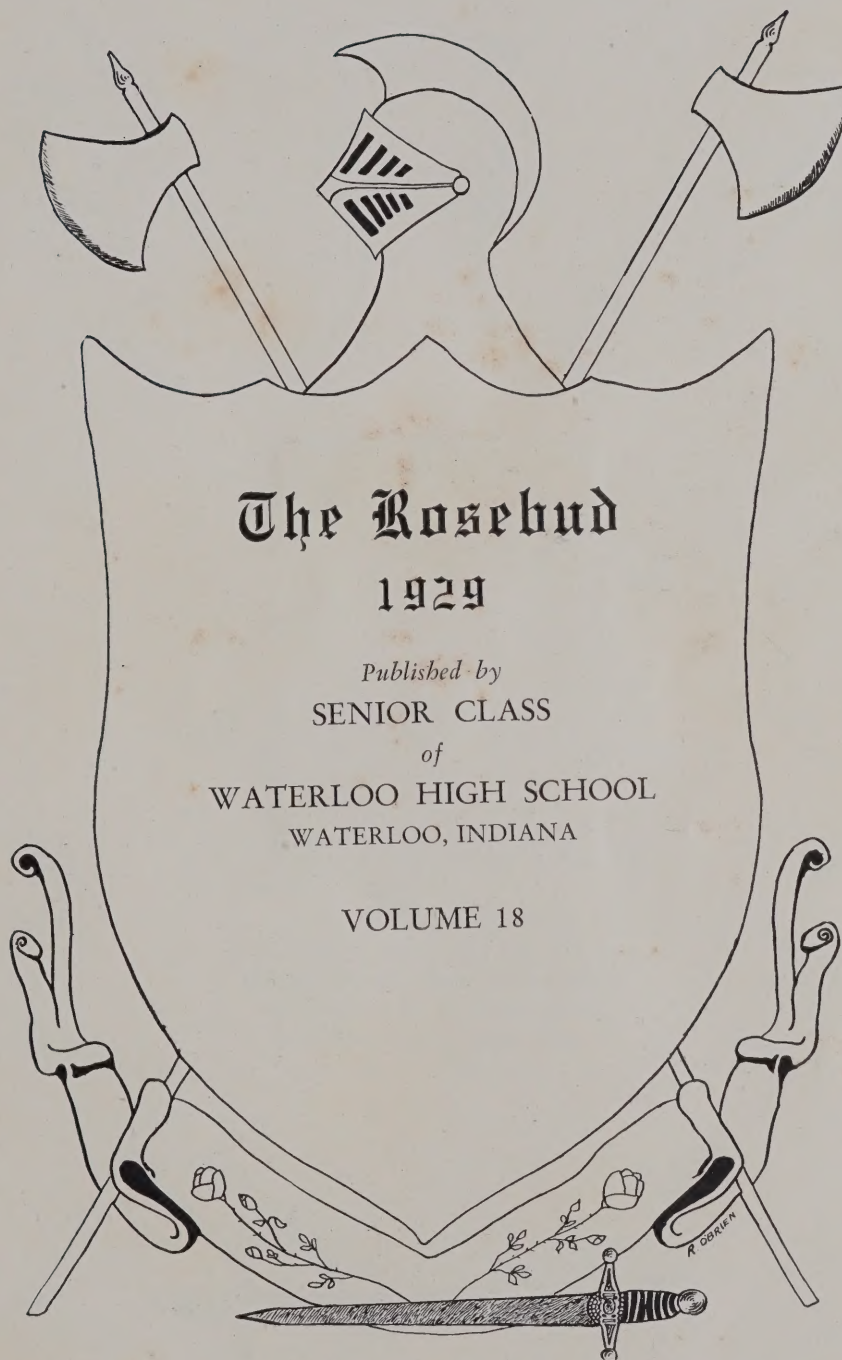 The Rosebud
1929
Published by
SENIOR CLASS
of
WATERLOO HIGH SCHOOL
WATERLOO, INDIANA
VOLUME 18
R OBRIEN